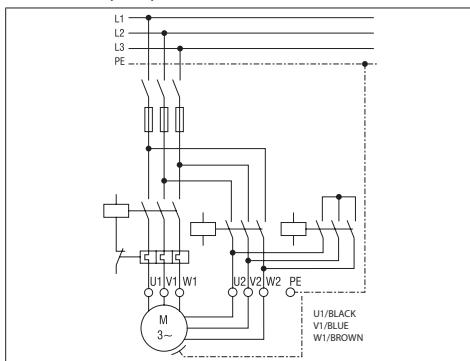 L1
L2
L3
PE
U1 V1 W1 U2 V2 W2 PE
M
3~
U1/BLACK
V1/BLUE
W1/BROWN